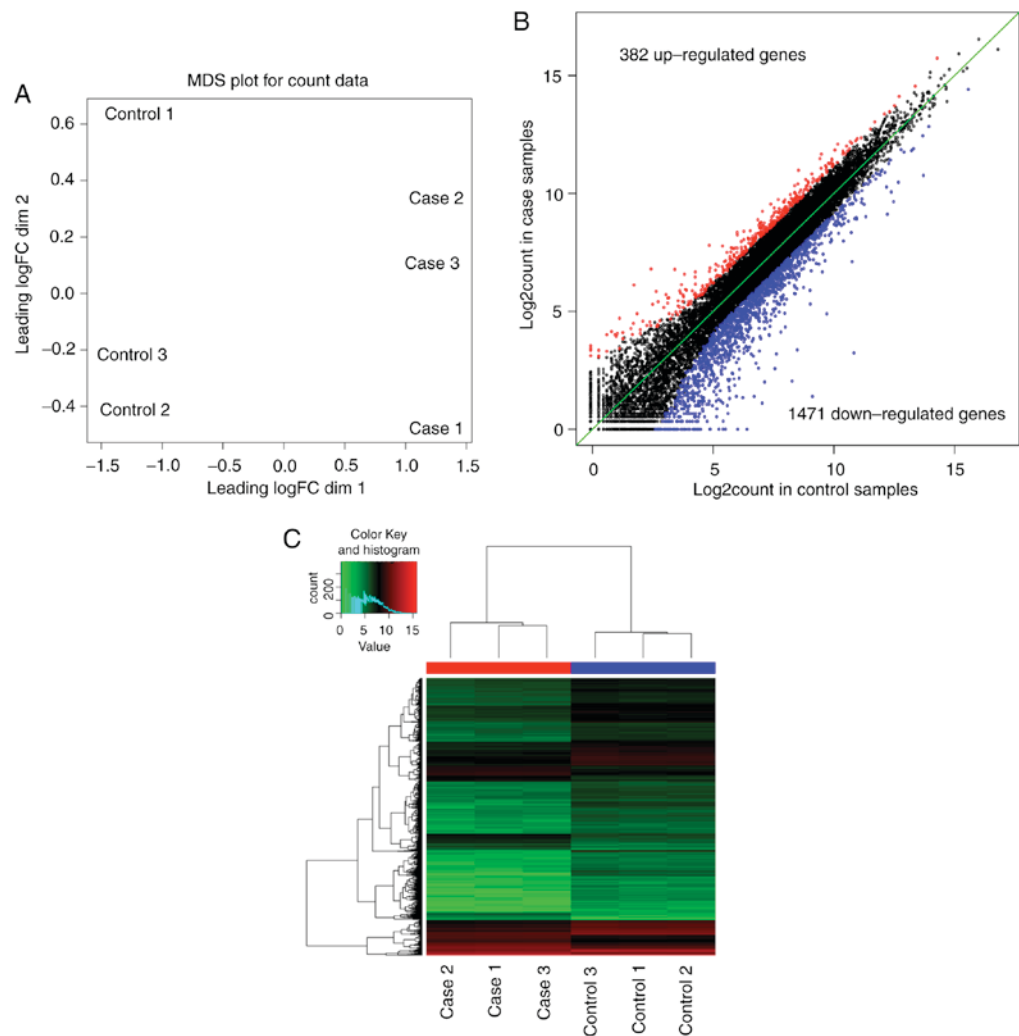 A
MDS plot for count data
Leading logFC dim 2
0.6
0.4
0.2
0.0
−0.2
−0.4
Control 1
Case 2
Case 3
Control 3
Control 2
Case 1
−1.5 −1.0 −0.5 0.0 0.5 1.0 1.5
Leading logFC dim 1
B
Log2count in case samples
15
10
5
0
382 up−regulated genes
1471 down−regulated genes
0 5 10 15
Log2count in control samples
C
Color Key
and histogram
count
0 200
0 5 10 15
Value
Case 2
Case 1
Case 3
Control 3
Control 1
Control 2